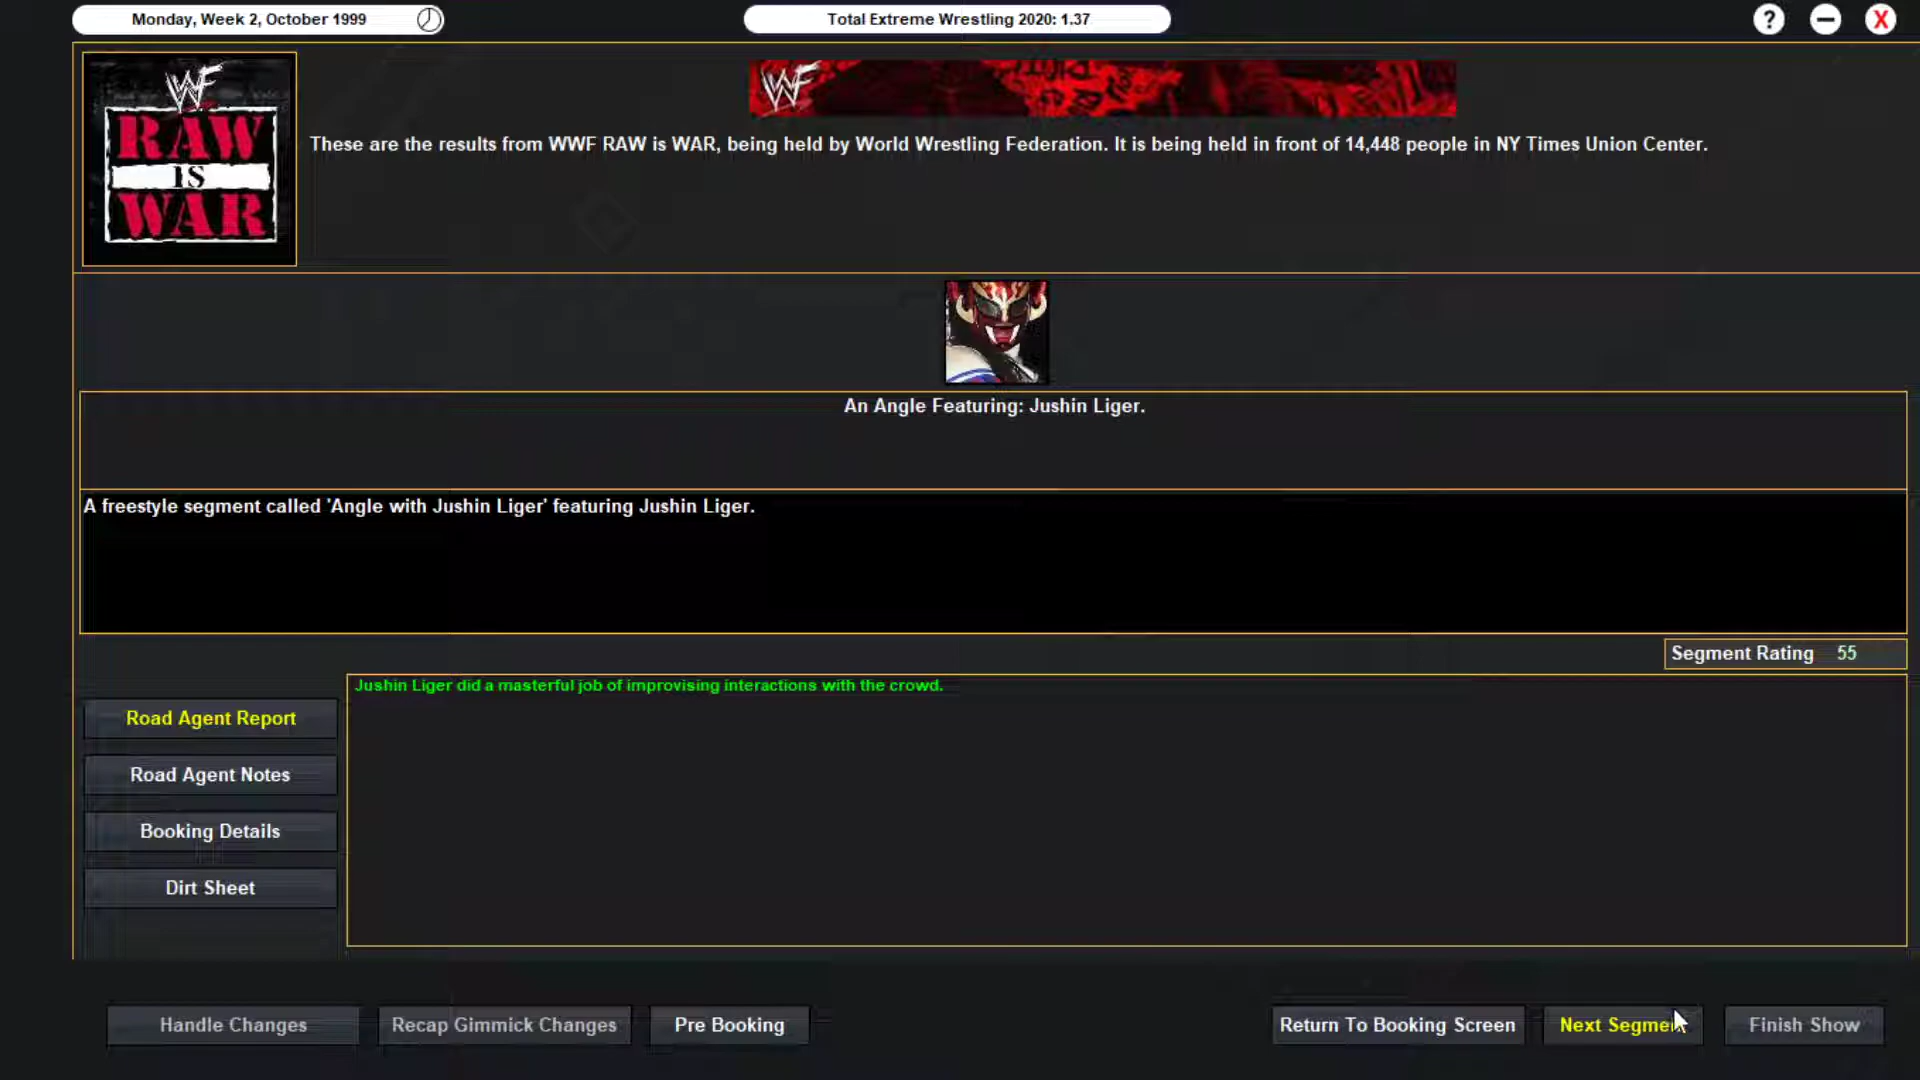 Monday, Week 2, October 1999
Total Extreme Wrestling 2020: 1.37
?
X
WF
RAW
IS
WAR
WF
These are the results from WWF RAW is WAR, being held by World Wrestling Federation. It is being held in front of 14,448 people in NY Times Union Center.
An Angle Featuring: Jushin Liger.
A freestyle segment called 'Angle with Jushin Liger' featuring Jushin Liger.
Segment Rating 55
Jushin Liger did a masterful job of improvising interactions with the crowd.
Road Agent Report
Road Agent Notes
Booking Details
Dirt Sheet
Handle Changes
Recap Gimmick Changes
Pre Booking
Return To Booking Screen
Next Segmen
Finish Show